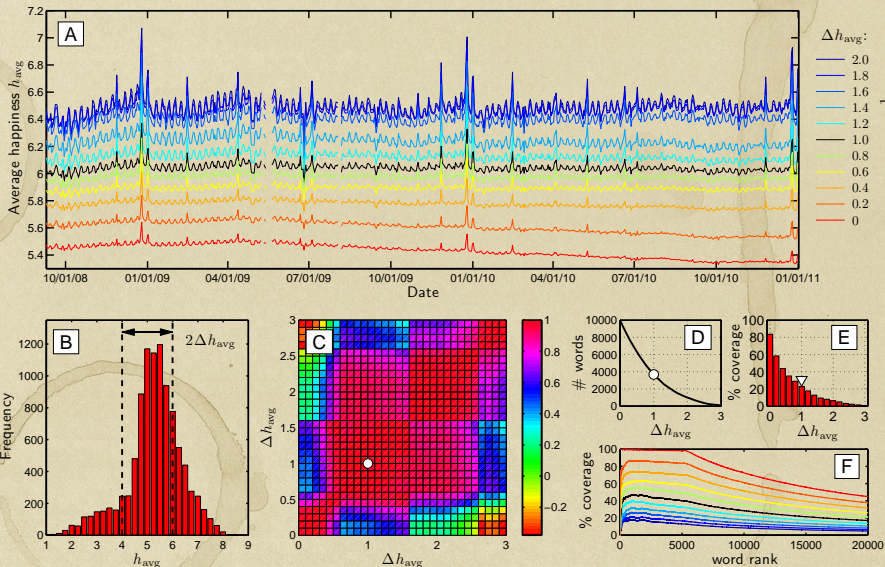 A
Average happiness h_avg
7.2
7
6.8
6.6
6.4
6.2
6
5.8
5.6
5.4
10/01/08 01/01/09 04/01/09 07/01/09 10/01/09 01/01/10 04/01/10 07/01/10 10/01/10 01/01/11
Date
Δh_avg:
2.0
1.8
1.6
1.4
1.2
1.0
0.8
0.6
0.4
0.2
0
B
2Δh_avg
Frequency
1200
1000
800
600
400
200
0
1 2 3 4 5 6 7 8 9
h_avg
C
Δh_avg
3
2.5
2
1.5
1
0.5
0
0 1 2 3
Δh_avg
1
0.8
0.6
0.4
0.2
0
−0.2
D
# words
10000
8000
6000
4000
2000
0
0 1 2 3
Δh_avg
E
% coverage
100
80
60
40
20
0
0 1 2 3
Δh_avg
F
% coverage
100
80
60
40
20
0
0 5000 10000 15000 20000
word rank